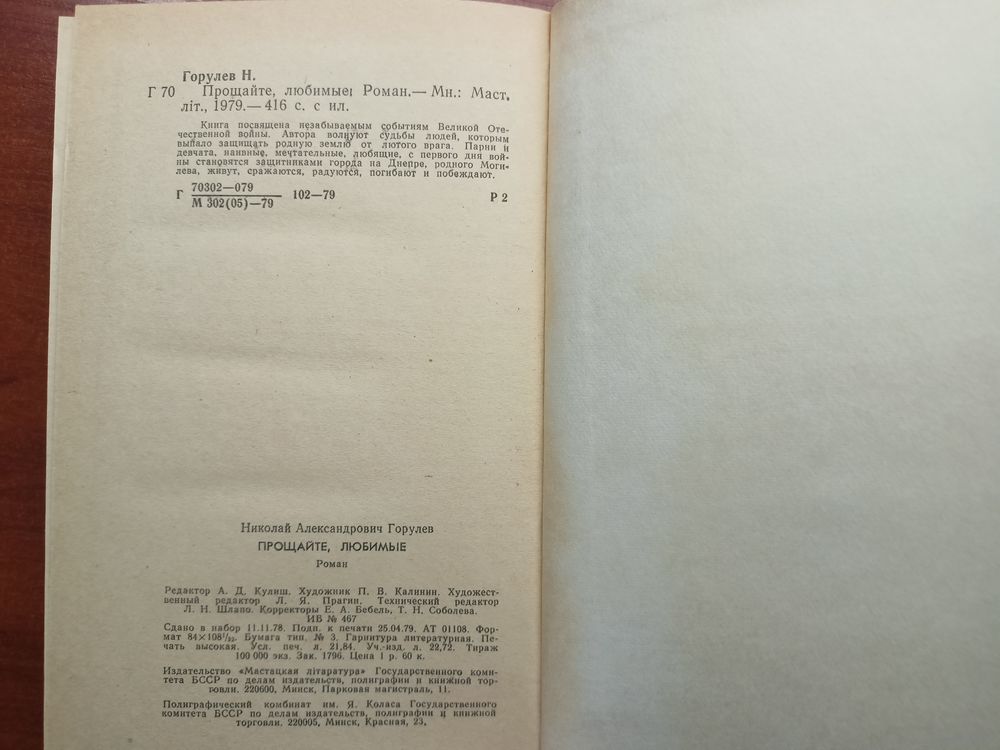 Горулев Н.
Г 70 Прощайте, любимые: Роман.— Мн.: Маст.
літ., 1979.— 416 с. с ил.
Книга посвящена незабываемым событиям Великой Оте-
чественной войны. Автора волнуют судьбы людей, которым
выпало защищать родную землю от лютого врага. Парни и
девчата, наивные, мечтательные, любящие, с первого дня вой-
ны становятся защитниками города на Днепре, родного Моги-
лева, живут, сражаются, радуются, погибают и побеждают.
70302—079
Г 102—79 Р 2
М 302(05)—79
Николай Александрович Горулев
ПРОЩАЙТЕ, ЛЮБИМЫЕ
Роман
Редактор А. Д. Кулиш. Художник П. В. Калинин. Художест-
венный редактор Л. Я. Прагин. Технический редактор
Л. Н. Шлапо. Корректоры Е. А. Бебель, Т. Н. Соболева.
ИВ № 467
Сдано в набор 11.11.78. Подп. к печати 25.04.79. АТ 01108. Фор-
мат 84×108¹/₃₂. Бумага тип. № 3. Гарнитура литературная. Пе-
чать высокая. Усл. печ. л. 21,84. Уч.-изд. л. 22,72. Тираж
100 000 экз. Зак. 1796. Цена 1 р. 60 к.
Издательство «Мастацкая літаратура» Государственного коми-
тета БССР по делам издательств, полиграфии и книжной тор-
говли. 220600, Минск, Парковая магистраль, 11.
Полиграфический комбинат им. Я. Коласа Государственного
комитета БССР по делам издательств, полиграфии и книжной
торговли. 220005, Минск, Красная, 23.